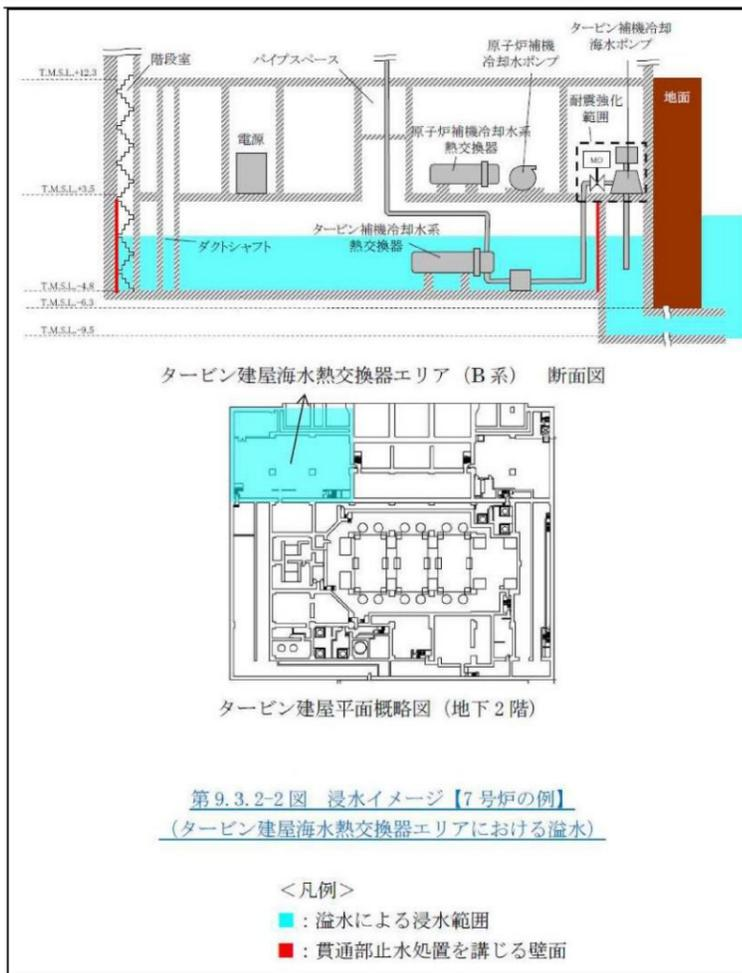 タービン補機冷却
海水ポンプ
原子炉補機
冷却水ポンプ
パイプスペース
階段室
T.M.S.L.+12.3
地面
耐震強化
範囲
原子炉補機冷却水系
熱交換器
電源
MO
T.M.S.L.+3.5
タービン補機冷却水系
熱交換器
ダクトシャフト
T.M.S.L.-4.8
T.M.S.L.-6.3
T.M.S.L.-9.5
タービン建屋海水熱交換器エリア（B系） 断面図
タービン建屋平面概略図（地下2階）
第9.3.2-2図 浸水イメージ【7号炉の例】
（タービン建屋海水熱交換器エリアにおける溢水）
＜凡例＞
■：溢水による浸水範囲
■：貫通部止水処置を講じる壁面